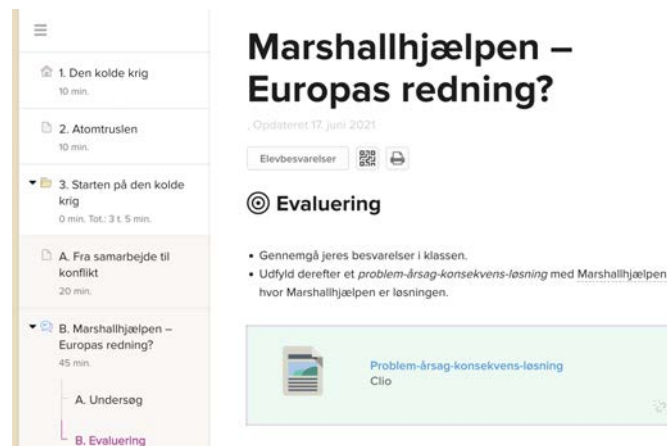 1. Den kolde krig
10 min.
2. Atomtruslen
10 min.
3. Starten på den kolde
krig
0 min. Tot.: 3 t. 5 min.
A. Fra samarbejde til
konflikt
20 min.
B. Marshallhjælpen –
Europas redning?
45 min.
A. Undersøg
B. Evaluering
Marshallhjælpen –
Europas redning?
, Opdateret 17. juni 2021
Elevbesvarelser
Evaluering
• Gennemgå jeres besvarelser i klassen.
• Udfyld derefter et problem-årsag-konsekvens-løsning med Marshallhjælpen
hvor Marshallhjælpen er løsningen.
Problem-årsag-konsekvens-løsning
Clio